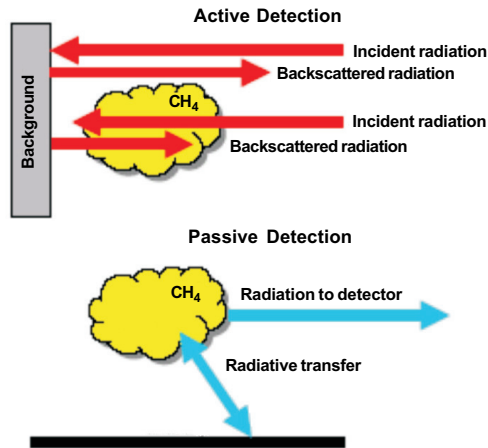 Active Detection
Incident radiation
Backscattered radiation
Background
CH4
Incident radiation
Backscattered radiation
Passive Detection
CH4
Radiation to detector
Radiative transfer